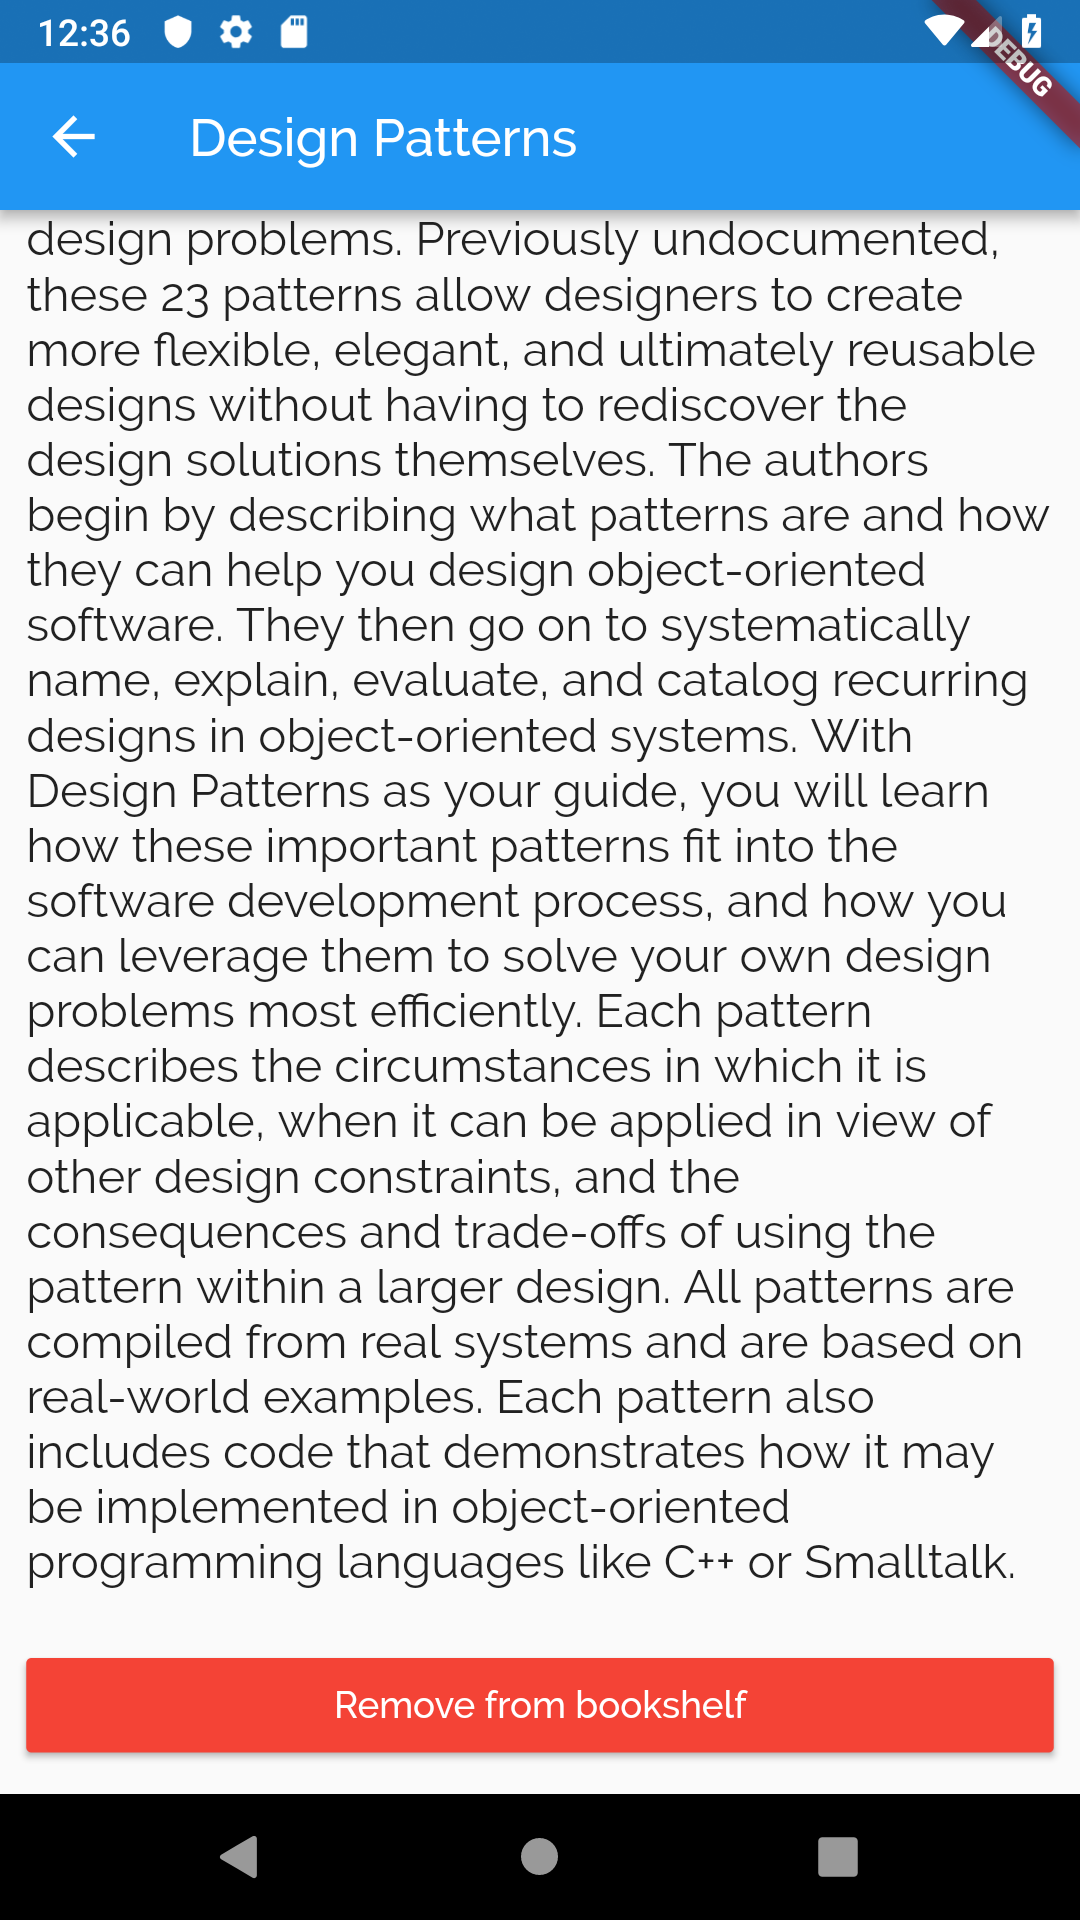 12:36
DEBUG
Design Patterns
design problems. Previously undocumented,
these 23 patterns allow designers to create
more flexible, elegant, and ultimately reusable
designs without having to rediscover the
design solutions themselves. The authors
begin by describing what patterns are and how
they can help you design object-oriented
software. They then go on to systematically
name, explain, evaluate, and catalog recurring
designs in object-oriented systems. With
Design Patterns as your guide, you will learn
how these important patterns fit into the
software development process, and how you
can leverage them to solve your own design
problems most efficiently. Each pattern
describes the circumstances in which it is
applicable, when it can be applied in view of
other design constraints, and the
consequences and trade-offs of using the
pattern within a larger design. All patterns are
compiled from real systems and are based on
real-world examples. Each pattern also
includes code that demonstrates how it may
be implemented in object-oriented
programming languages like C++ or Smalltalk.
Remove from bookshelf